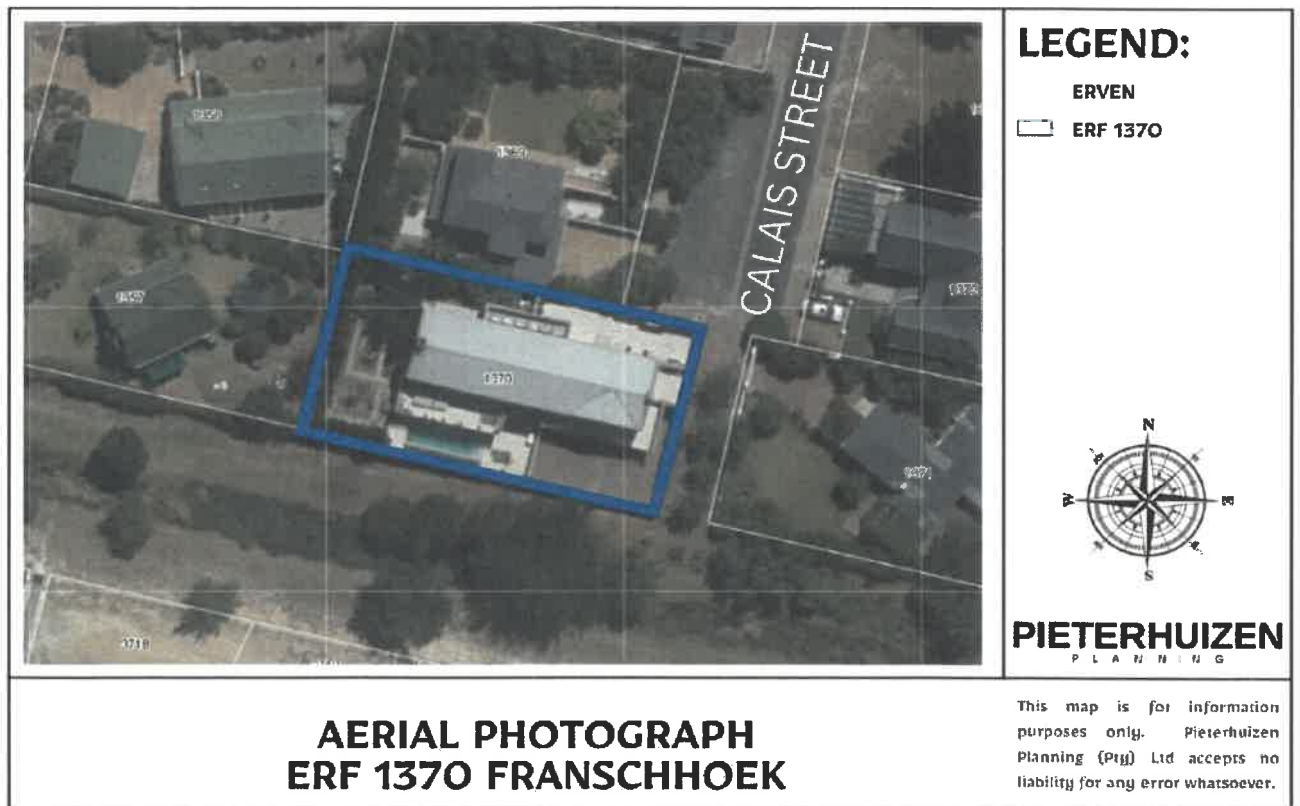 CALAIS STREET
1370
LEGEND:
ERVEN
ERF 1370
N
W
E
S
PIETERHUIZEN
PLANNING
AERIAL PHOTOGRAPH
ERF 1370 FRANSCHHOEK
This map is for information
purposes only. Pieterhuizen
Planning (Pty) Ltd accepts no
liability for any error whatsoever.